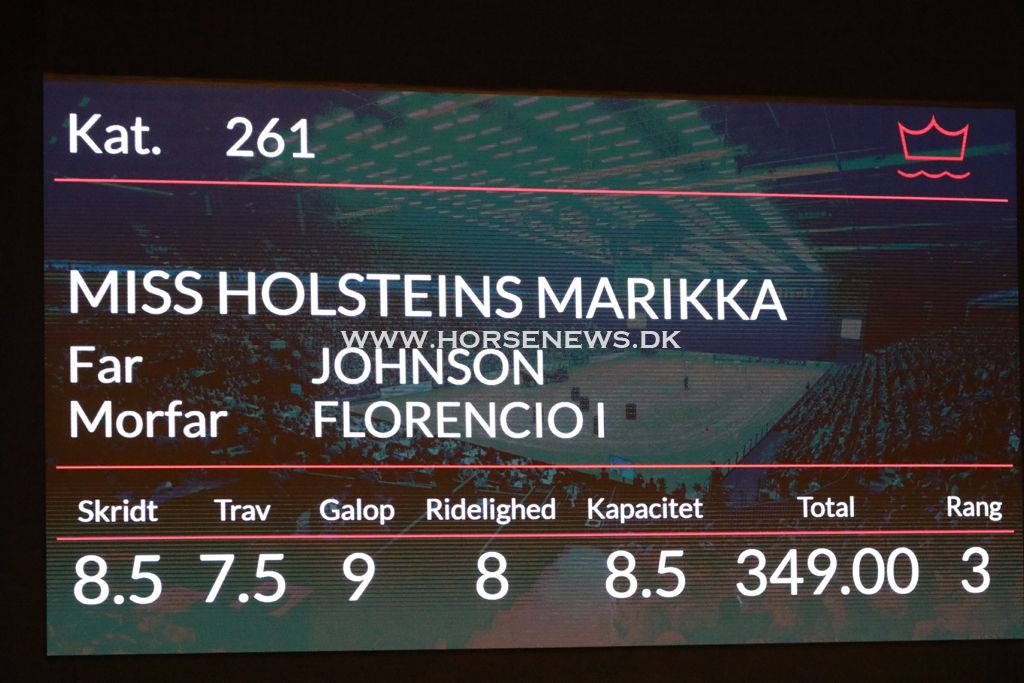 Kat. 261
MISS HOLSTEINS MARIKKA
WWW.HORSENEWS.DK
Far JOHNSON
Morfar FLORENCIO I
Skridt Trav Galop Ridelighed Kapacitet Total Rang
8.5 7.5 9 8 8.5 349.00 3